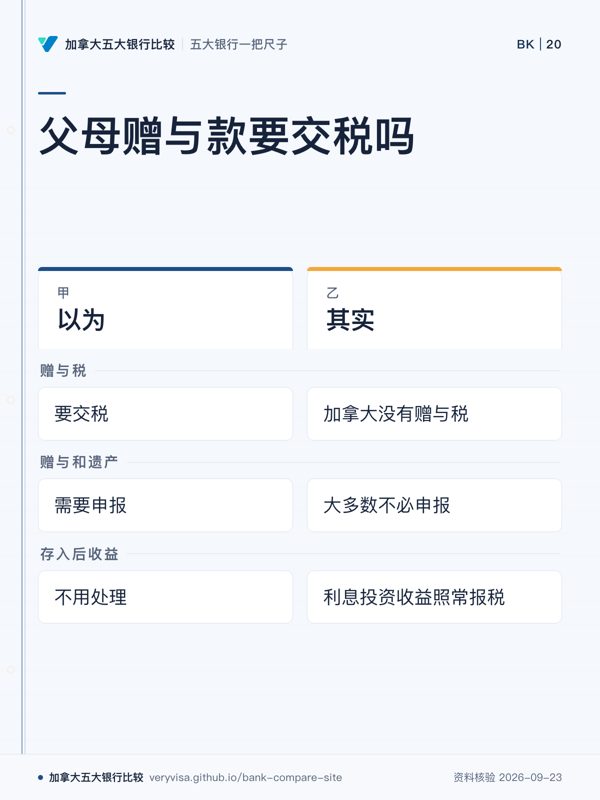 加拿大五大银行比较 | 五大银行一把尺子
BK | 20
父母赠与款要交税吗
甲
以为
乙
其实
赠与税
要交税
加拿大没有赠与税
赠与和遗产
需要申报
大多数不必申报
存入后收益
不用处理
利息投资收益照常报税
加拿大五大银行比较 veryvisa.github.io/bank-compare-site
资料核验 2026-09-23